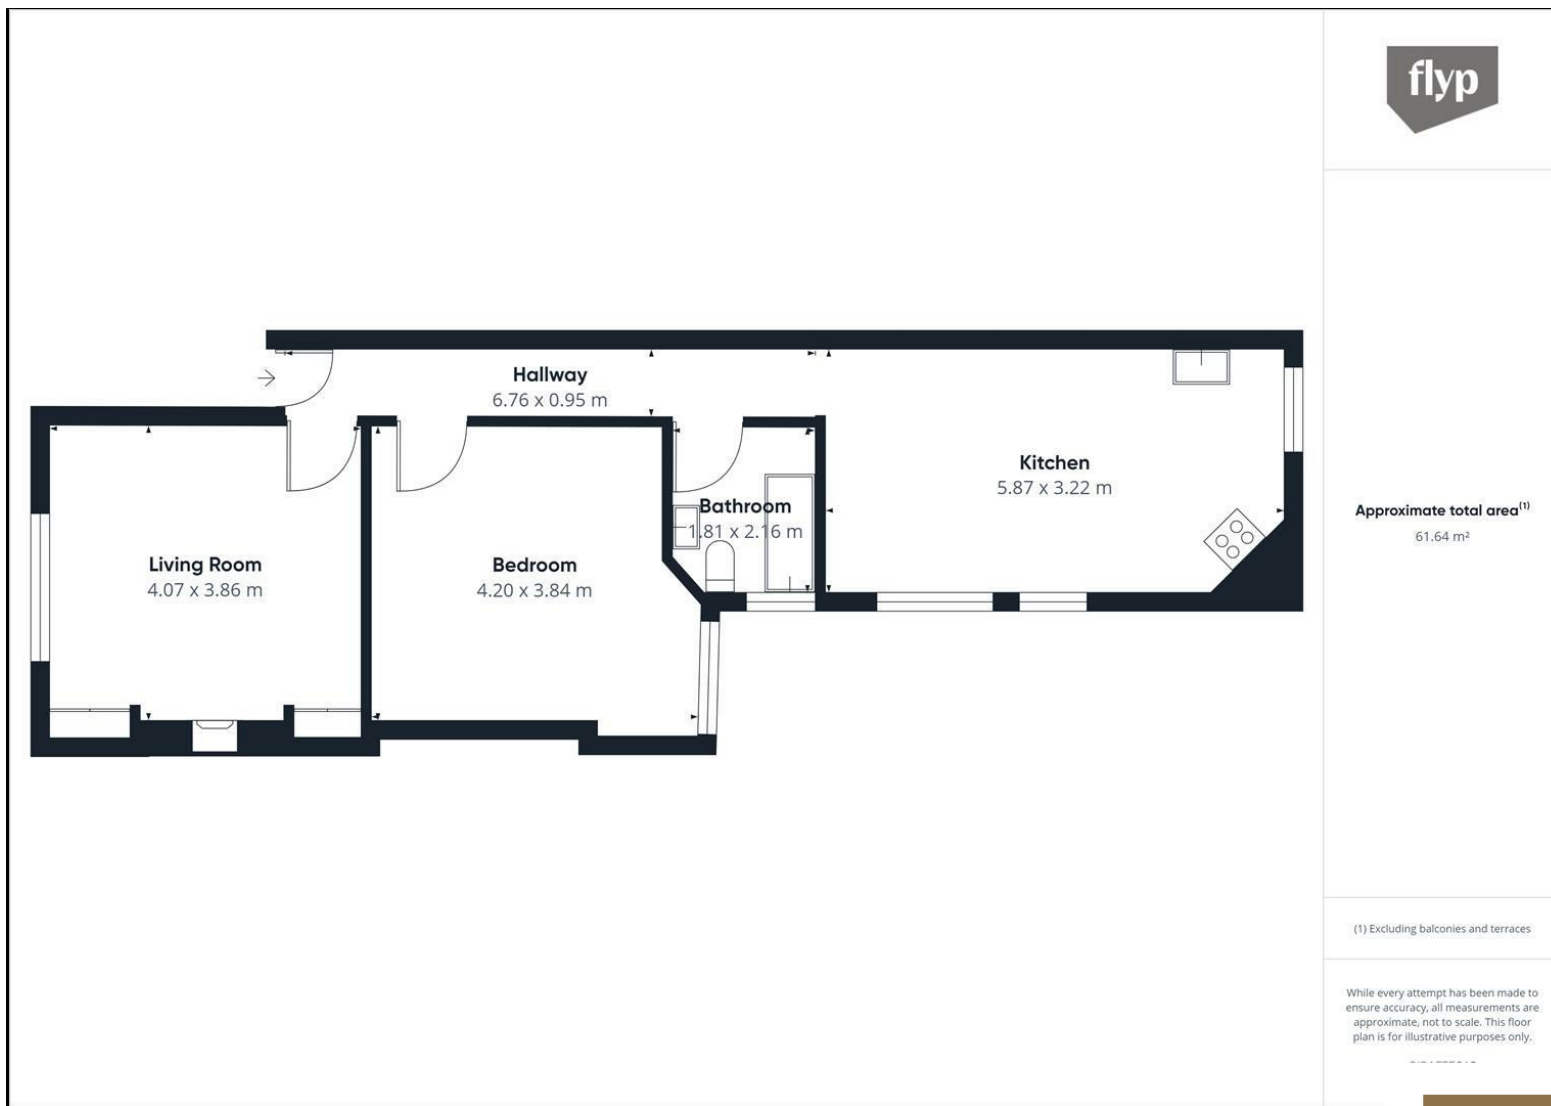 flyp
Hallway
6.76 x 0.95 m
Kitchen
5.87 x 3.22 m
Bathroom
1.81 x 2.16 m
Living Room
4.07 x 3.86 m
Bedroom
4.20 x 3.84 m
Approximate total area(1)
61.64 m²
(1) Excluding balconies and terraces
While every attempt has been made to
ensure accuracy, all measurements are
approximate, not to scale. This floor
plan is for illustrative purposes only.